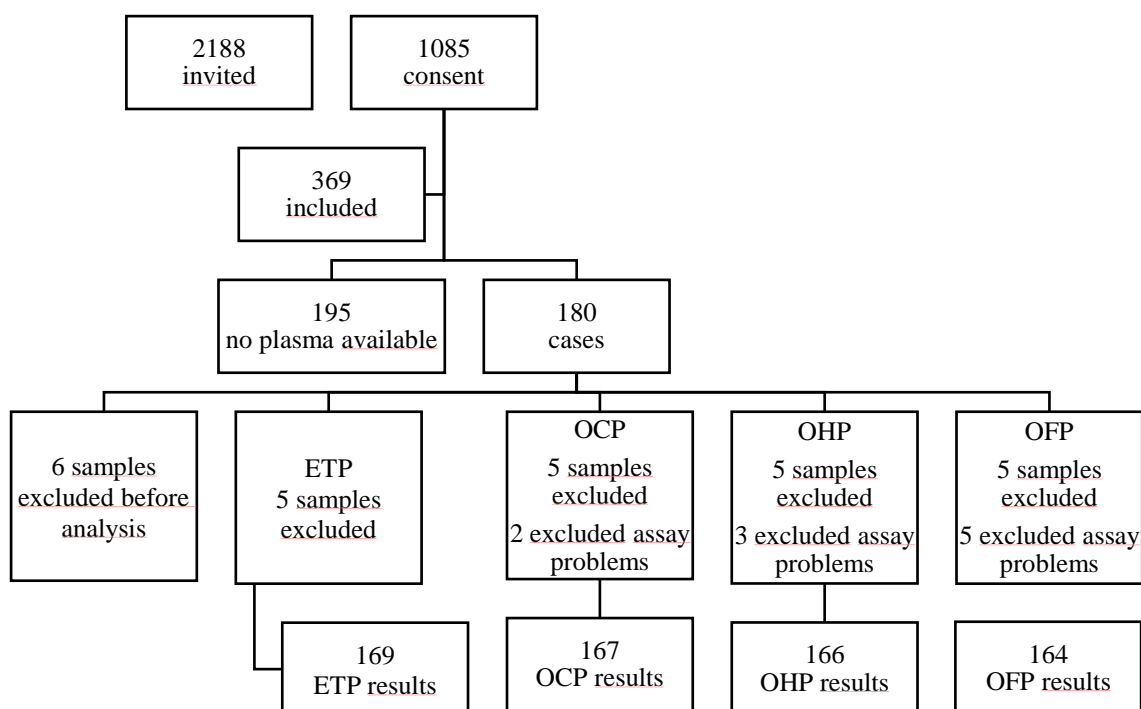 2188
invited
1085
consent
369
included
195
no plasma available
180
cases
6 samples
excluded before
analysis
ETP
5 samples
excluded
OCP
5 samples
excluded
2 excluded assay
problems
OHP
5 samples
excluded
3 excluded assay
problems
OFP
5 samples
excluded
5 excluded assay
problems
169
ETP results
167
OCP results
166
OHP results
164
OFP results